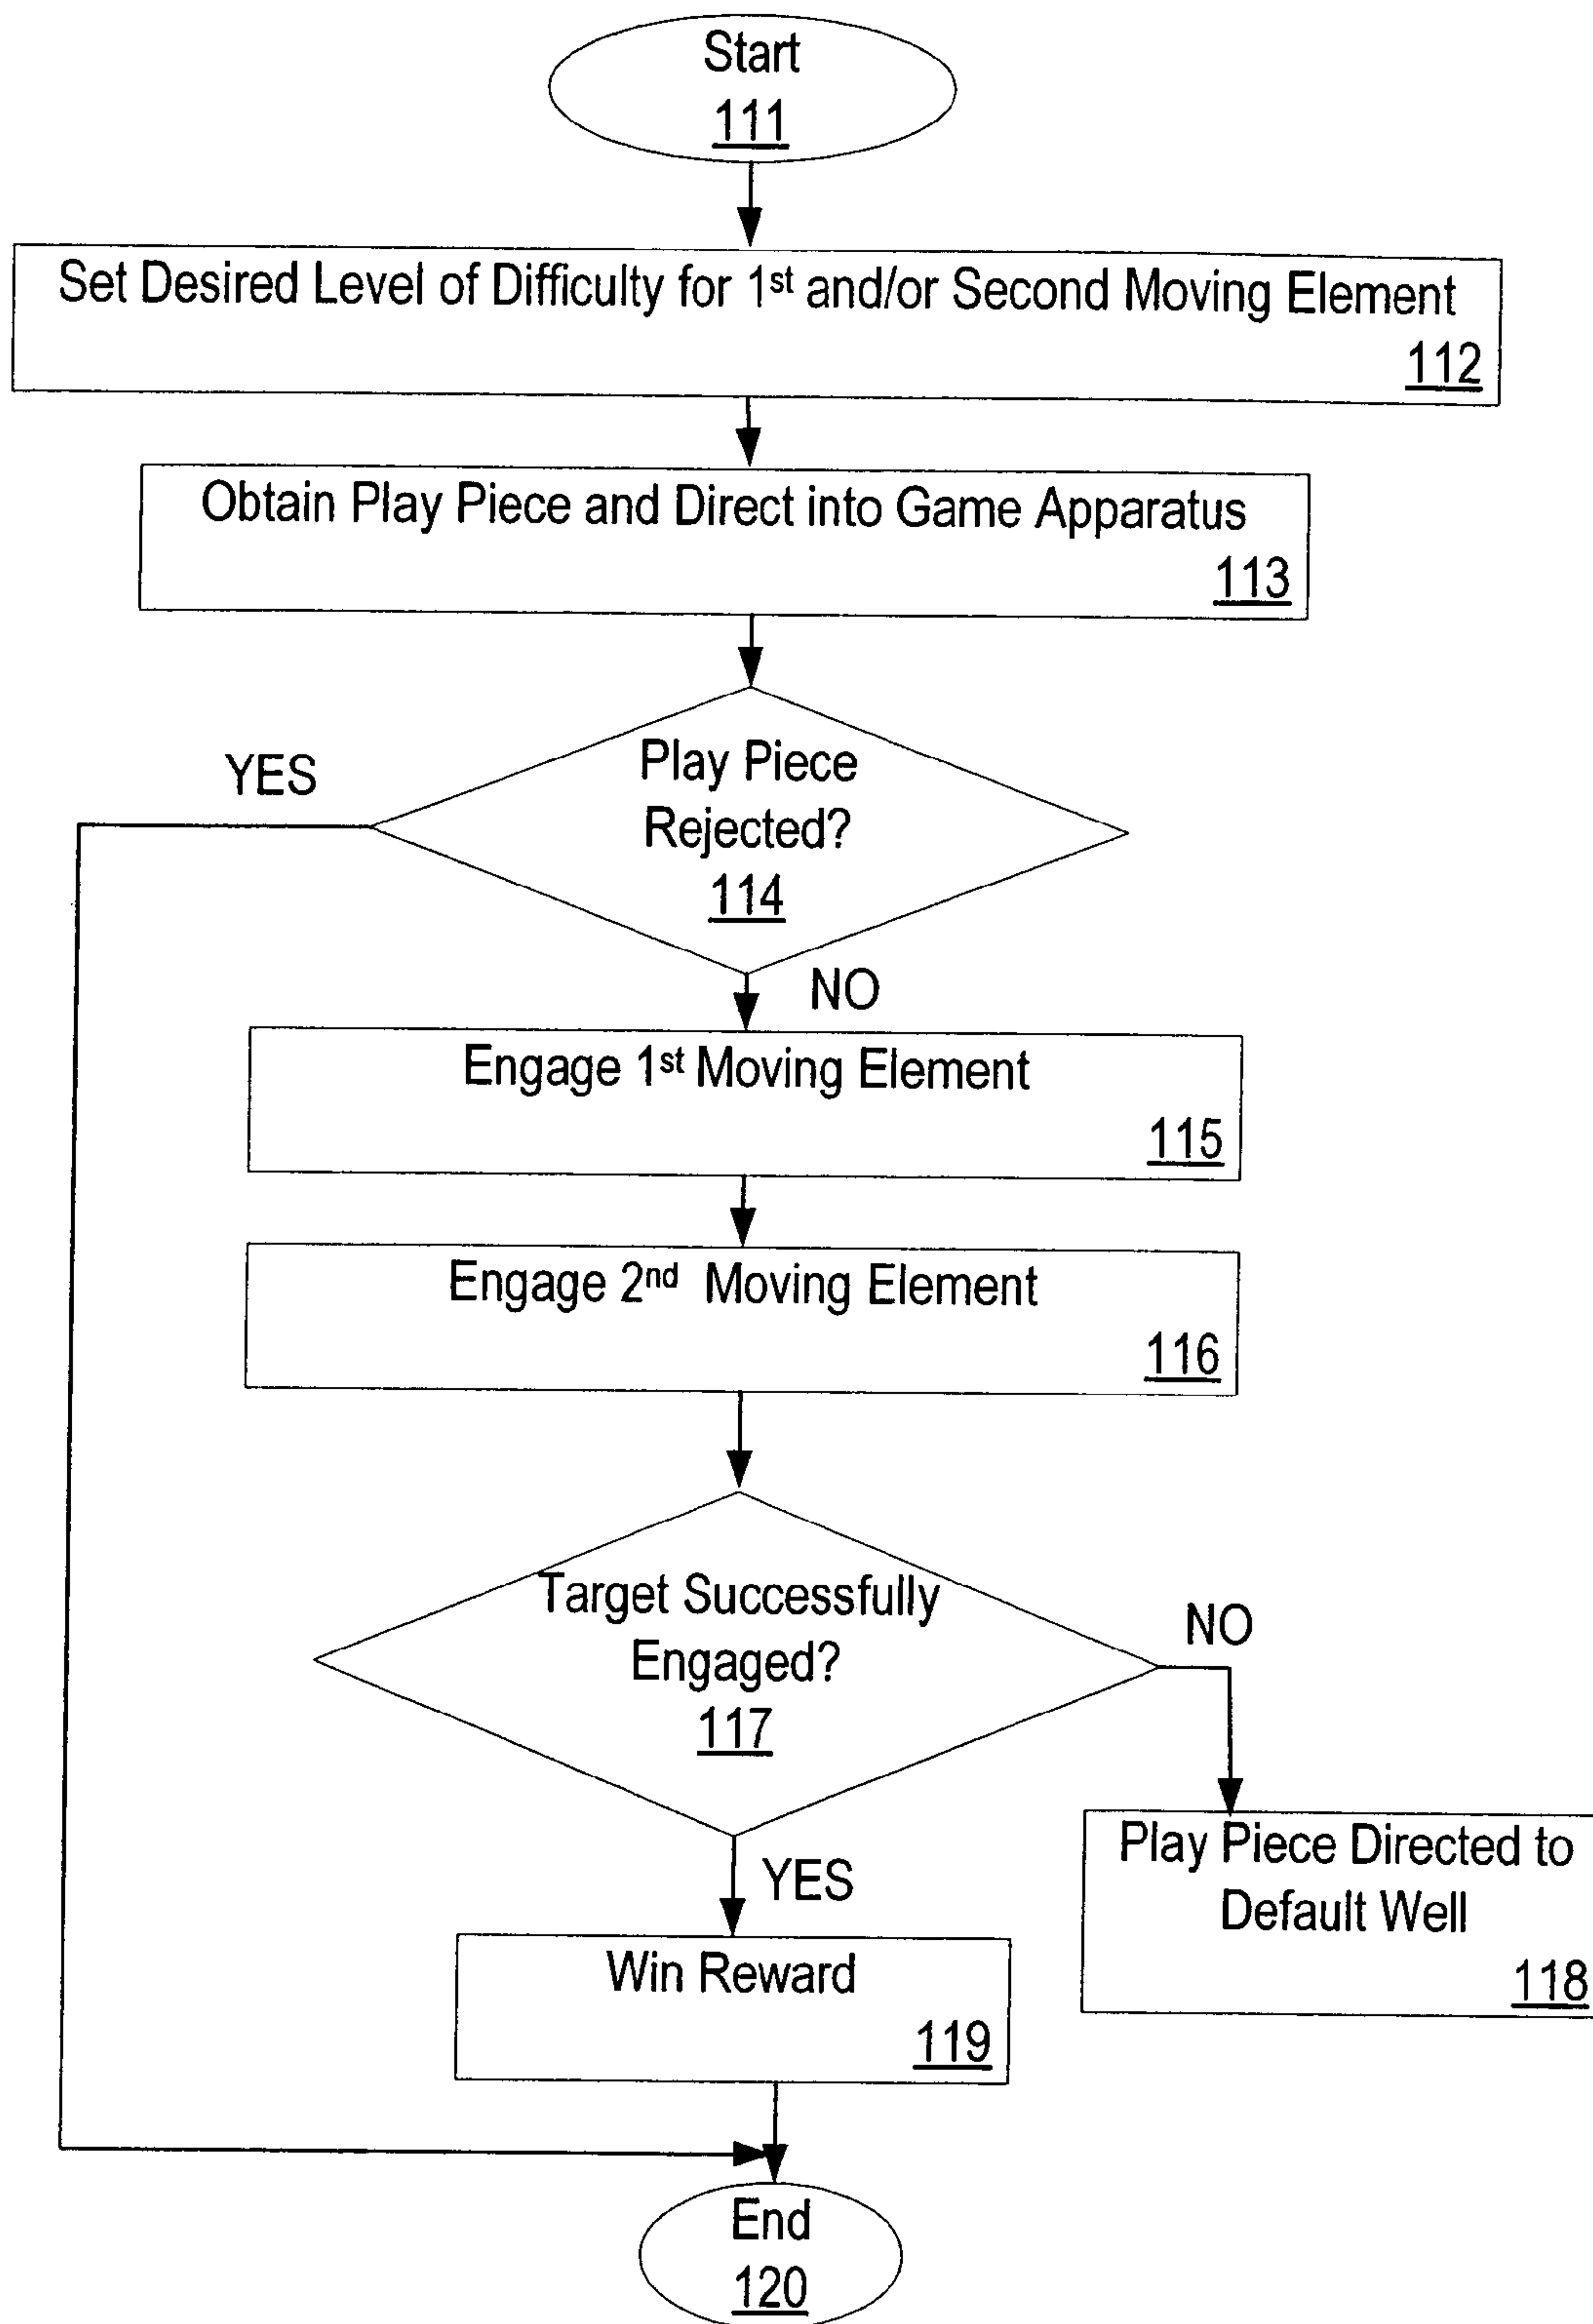 Start
111
Set Desired Level of Difficulty for 1st and/or Second Moving Element
112
Obtain Play Piece and Direct into Game Apparatus
113
YES
Play Piece
Rejected?
114
NO
Engage 1st Moving Element
115
Engage 2nd Moving Element
116
Target Successfully
Engaged?
117
NO
Play Piece Directed to
Default Well
118
YES
Win Reward
119
End
120